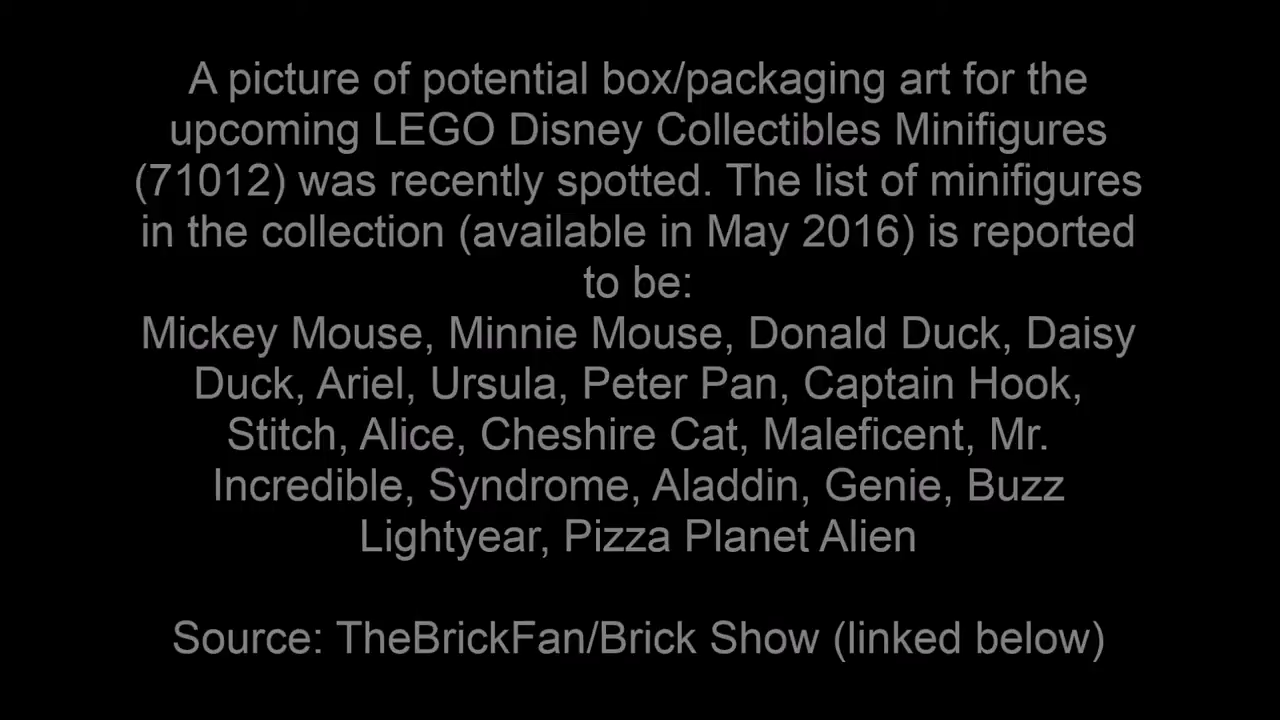 A picture of potential box/packaging art for the
upcoming LEGO Disney Collectibles Minifigures
(71012) was recently spotted. The list of minifigures
in the collection (available in May 2016) is reported
to be:
Mickey Mouse, Minnie Mouse, Donald Duck, Daisy
Duck, Ariel, Ursula, Peter Pan, Captain Hook,
Stitch, Alice, Cheshire Cat, Maleficent, Mr.
Incredible, Syndrome, Aladdin, Genie, Buzz
Lightyear, Pizza Planet Alien
Source: TheBrickFan/Brick Show (linked below)